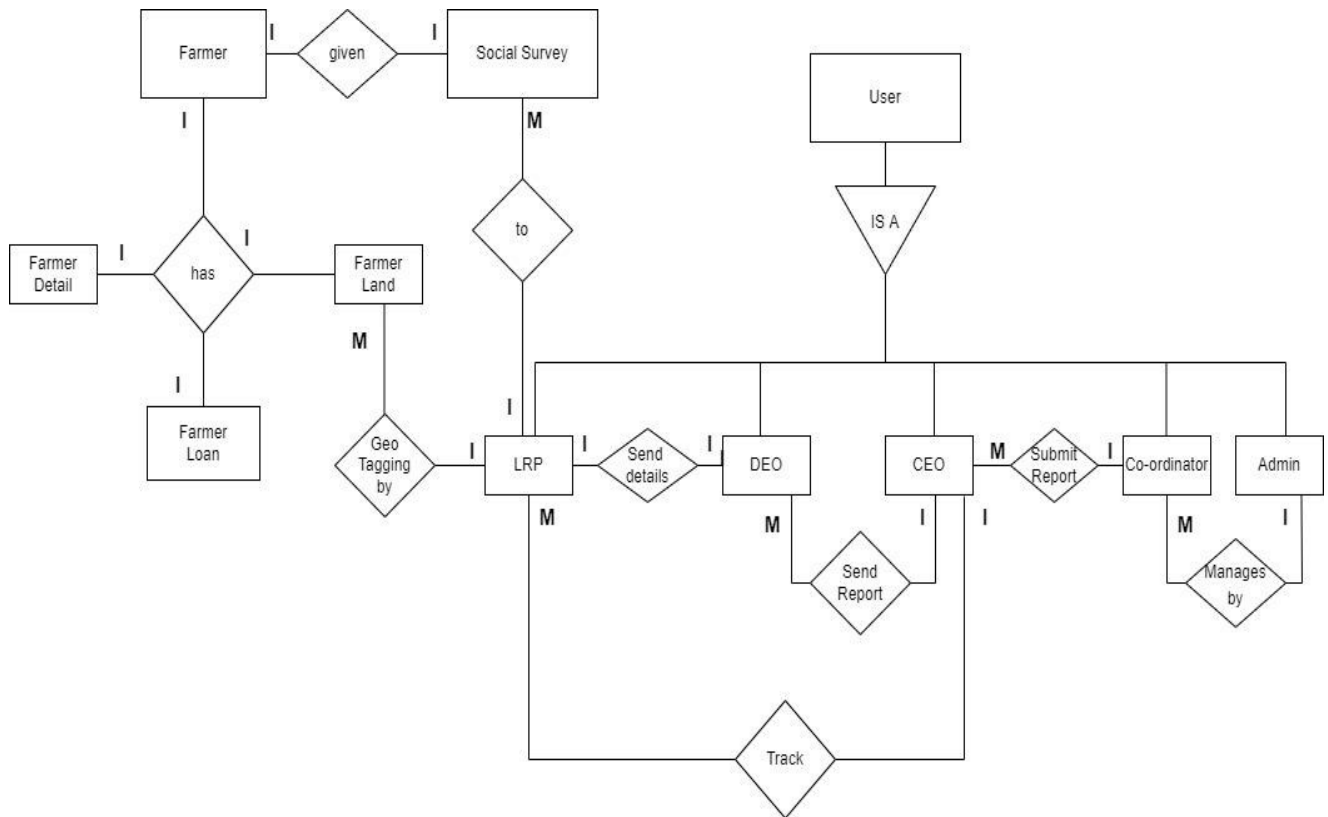 Farmer
I
given
I
Social Survey
User
I
M
IS A
to
Farmer
Detail
I
has
I
Farmer
Land
M
I
Farmer
Loan
I
Geo
Tagging
by
I
LRP
I
Send
details
I
DEO
CEO
M
Submit
Report
I
Co-ordinator
Admin
M
M
I
I
M
I
Send
Report
Manages
by
Track